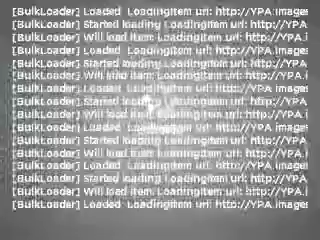 [BulkLoader] Loaded LoadingItem url: http://YPA.image
[BulkLoader] Started loading LoadingItem url: http://YPA
[BulkLoader] Will load item: LoadingItem url: http://YPA.i
[BulkLoader] Loaded LoadingItem url: http://YPA.image
[BulkLoader] Started loading LoadingItem url: http://YPA
[BulkLoader] Will load item: LoadingItem url: http://YPA.i
[BulkLoader] Loaded LoadingItem url: http://YPA.image
[BulkLoader] Started loading LoadingItem url: http://YPA
[BulkLoader] Will load item: LoadingItem url: http://YPA.i
[BulkLoader] Loaded LoadingItem url: http://YPA.image
[BulkLoader] Started loading LoadingItem url: http://YPA
[BulkLoader] Will load item: LoadingItem url: http://YPA.i
[BulkLoader] Loaded LoadingItem url: http://YPA.image
[BulkLoader] Started loading LoadingItem url: http://YPA
[BulkLoader] Will load item: LoadingItem url: http://YPA.i
[BulkLoader] Loaded LoadingItem url: http://YPA.image